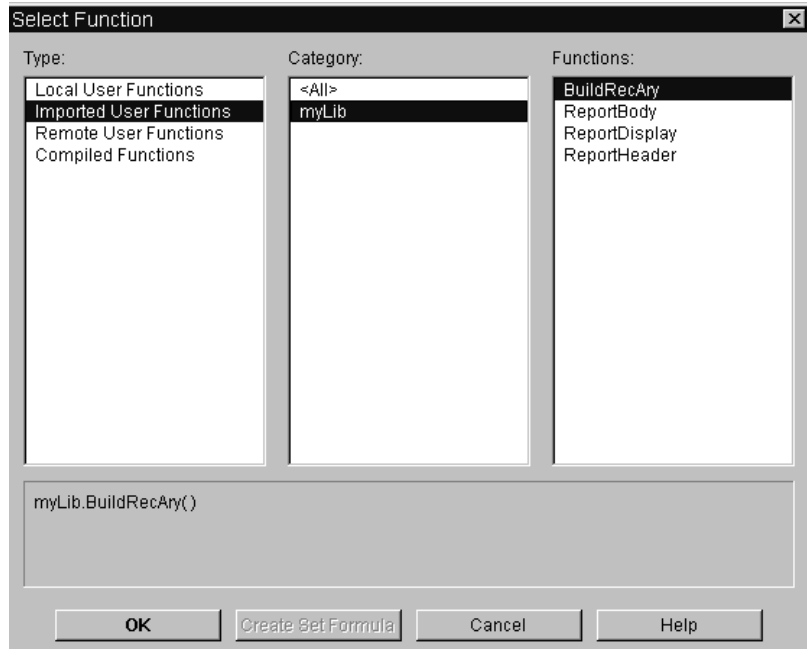 Select Function
Type:
Category:
Functions:
Local User Functions
Imported User Functions
Remote User Functions
Compiled Functions
<All>
myLib
BuildRecAry
ReportBody
ReportDisplay
ReportHeader
myLib.BuildRecAry()
OK
Create Set Formula
Cancel
Help